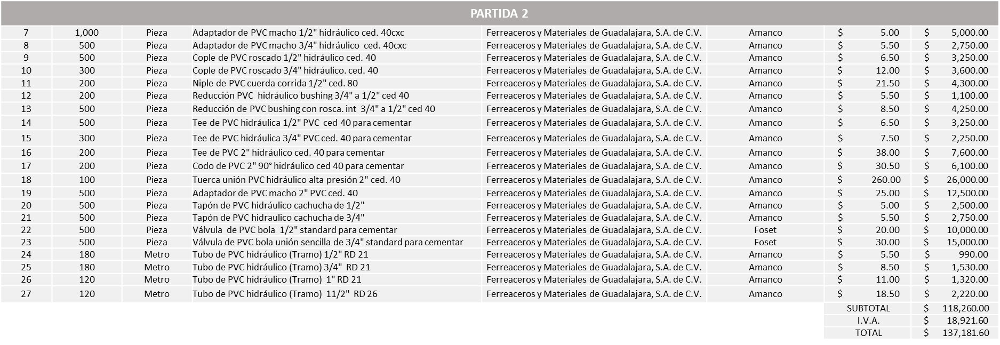 PARTIDA 2
7 1,000 Pieza Adaptador de PVC macho 1/2" hidráulico ced. 40cxc Ferreaceros y Materiales de Guadalajara, S.A. de C.V. Amanco $ 5.00 $ 5,000.00
8 500 Pieza Adaptador de PVC macho 3/4" hidráulico ced. 40cxc Ferreaceros y Materiales de Guadalajara, S.A. de C.V. Amanco $ 5.50 $ 2,750.00
9 500 Pieza Cople de PVC roscado 1/2" hidráulico ced. 40 Ferreaceros y Materiales de Guadalajara, S.A. de C.V. Amanco $ 6.50 $ 3,250.00
10 300 Pieza Cople de PVC roscado 3/4" hidráulico. ced. 40 Ferreaceros y Materiales de Guadalajara, S.A. de C.V. Amanco $ 12.00 $ 3,600.00
11 200 Pieza Niple de PVC cuerda corrida 1/2" ced. 80 Ferreaceros y Materiales de Guadalajara, S.A. de C.V. Amanco $ 21.50 $ 4,300.00
12 200 Pieza Reducción PVC hidráulico bushing 3/4" a 1/2" ced 40 Ferreaceros y Materiales de Guadalajara, S.A. de C.V. Amanco $ 5.50 $ 1,100.00
13 500 Pieza Reducción de PVC bushing con rosca. int 3/4" a 1/2" ced 40 Ferreaceros y Materiales de Guadalajara, S.A. de C.V. Amanco $ 8.50 $ 4,250.00
14 500 Pieza Tee de PVC hidráulica 1/2" PVC ced 40 para cementar Ferreaceros y Materiales de Guadalajara, S.A. de C.V. Amanco $ 6.50 $ 3,250.00
15 300 Pieza Tee de PVC hidráulica 3/4" PVC ced. 40 para cementar Ferreaceros y Materiales de Guadalajara, S.A. de C.V. Amanco $ 7.50 $ 2,250.00
16 200 Pieza Tee de PVC 2" hidráulico ced. 40 para cementar Ferreaceros y Materiales de Guadalajara, S.A. de C.V. Amanco $ 38.00 $ 7,600.00
17 200 Pieza Codo de PVC 2" 90° hidráulico ced 40 para cementar Ferreaceros y Materiales de Guadalajara, S.A. de C.V. Amanco $ 30.50 $ 6,100.00
18 100 Pieza Tuerca unión PVC hidráulico alta presión 2" ced. 40 Ferreaceros y Materiales de Guadalajara, S.A. de C.V. Amanco $ 260.00 $ 26,000.00
19 500 Pieza Adaptador de PVC macho 2" PVC ced. 40 Ferreaceros y Materiales de Guadalajara, S.A. de C.V. Amanco $ 25.00 $ 12,500.00
20 500 Pieza Tapón de PVC hidráulico cachucha de 1/2" Ferreaceros y Materiales de Guadalajara, S.A. de C.V. Amanco $ 5.00 $ 2,500.00
21 500 Pieza Tapón de PVC hidraulico cachucha de 3/4" Ferreaceros y Materiales de Guadalajara, S.A. de C.V. Amanco $ 5.50 $ 2,750.00
22 500 Pieza Válvula de PVC bola 1/2" standard para cementar Ferreaceros y Materiales de Guadalajara, S.A. de C.V. Foset $ 20.00 $ 10,000.00
23 500 Pieza Válvula de PVC bola unión sencilla de 3/4" standard para cementar Ferreaceros y Materiales de Guadalajara, S.A. de C.V. Foset $ 30.00 $ 15,000.00
24 180 Metro Tubo de PVC hidráulico (Tramo) 1/2" RD 21 Ferreaceros y Materiales de Guadalajara, S.A. de C.V. Amanco $ 5.50 $ 990.00
25 180 Metro Tubo de PVC hidráulico (Tramo) 3/4" RD 21 Ferreaceros y Materiales de Guadalajara, S.A. de C.V. Amanco $ 8.50 $ 1,530.00
26 120 Metro Tubo de PVC hidráulico (Tramo) 1" RD 21 Ferreaceros y Materiales de Guadalajara, S.A. de C.V. Amanco $ 11.00 $ 1,320.00
27 120 Metro Tubo de PVC hidráulico (Tramo) 11/2" RD 26 Ferreaceros y Materiales de Guadalajara, S.A. de C.V. Amanco $ 18.50 $ 2,220.00
SUBTOTAL $ 118,260.00
I.V.A. $ 18,921.60
TOTAL $ 137,181.60